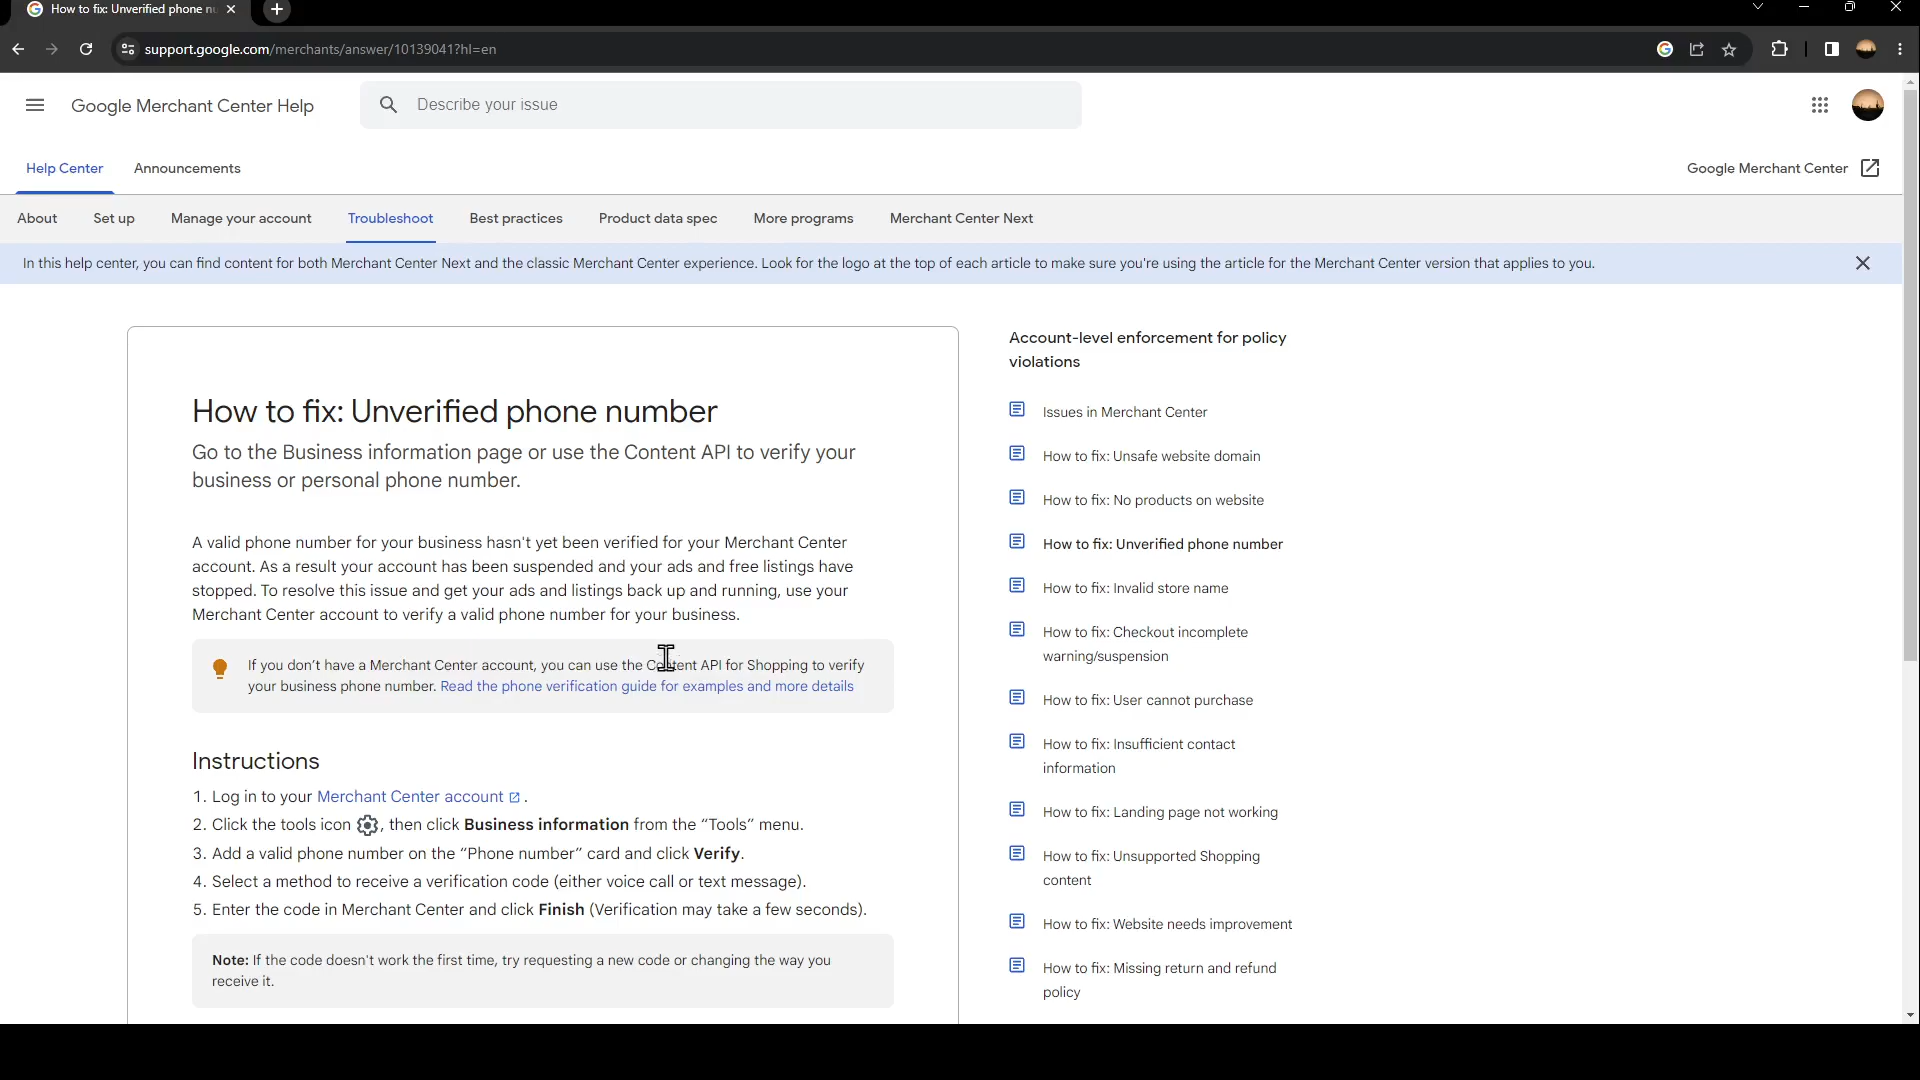 How to fix: Unverified phone nu
support.google.com/merchants/answer/10139041?hl=en
Google Merchant Center Help
Describe your issue
Help Center
Announcements
Google Merchant Center
About
Set up
Manage your account
Troubleshoot
Best practices
Product data spec
More programs
Merchant Center Next
In this help center, you can find content for both Merchant Center Next and the classic Merchant Center experience. Look for the logo at the top of each article to make sure you're using the article for the Merchant Center version that applies to you.
How to fix: Unverified phone number
Go to the Business information page or use the Content API to verify your
business or personal phone number.
A valid phone number for your business hasn't yet been verified for your Merchant Center
account. As a result your account has been suspended and your ads and free listings have
stopped. To resolve this issue and get your ads and listings back up and running, use your
Merchant Center account to verify a valid phone number for your business.
If you don't have a Merchant Center account, you can use the Content API for Shopping to verify
your business phone number. Read the phone verification guide for examples and more details
Instructions
1. Log in to your Merchant Center account .
2. Click the tools icon , then click Business information from the “Tools” menu.
3. Add a valid phone number on the “Phone number” card and click Verify.
4. Select a method to receive a verification code (either voice call or text message).
5. Enter the code in Merchant Center and click Finish (Verification may take a few seconds).
Note: If the code doesn't work the first time, try requesting a new code or changing the way you
receive it.
Account-level enforcement for policy
violations
Issues in Merchant Center
How to fix: Unsafe website domain
How to fix: No products on website
How to fix: Unverified phone number
How to fix: Invalid store name
How to fix: Checkout incomplete
warning/suspension
How to fix: User cannot purchase
How to fix: Insufficient contact
information
How to fix: Landing page not working
How to fix: Unsupported Shopping
content
How to fix: Website needs improvement
How to fix: Missing return and refund
policy